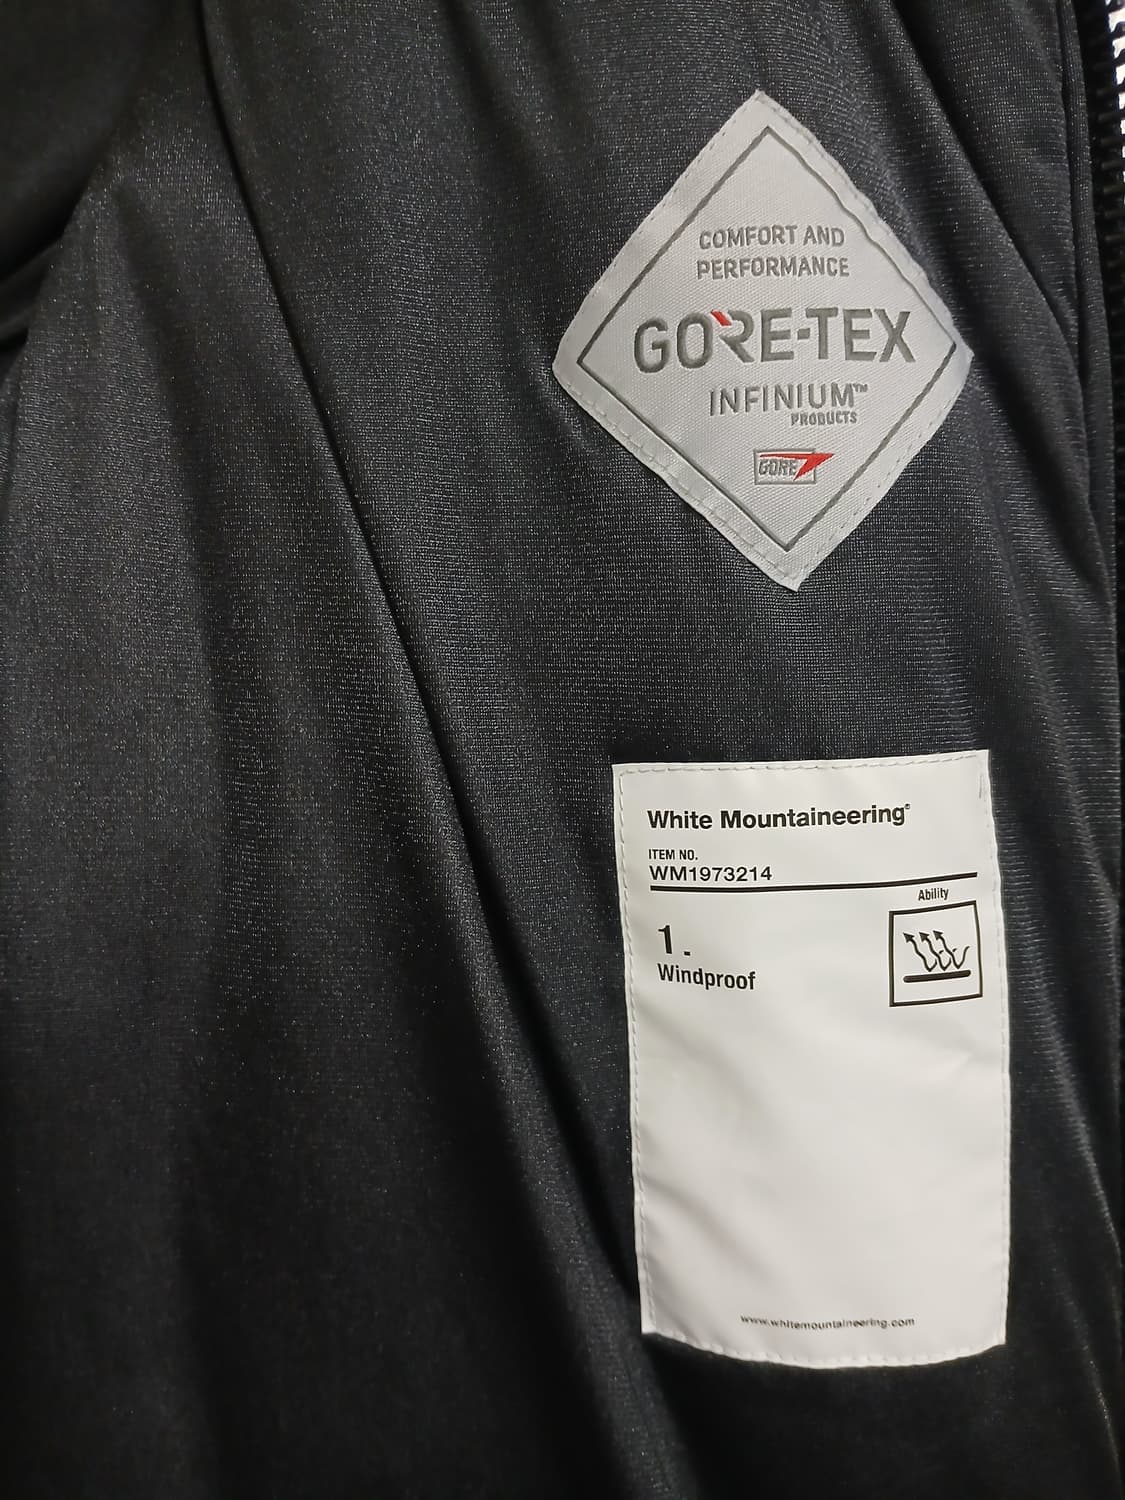 COMFORT AND
PERFORMANCE
GORE-TEX
INFINIUM™
PRODUCTS
GORE
White Mountaineering®
ITEM NO.
WM1973214
Ability
1.
Windproof
www.whitemountaineering.com